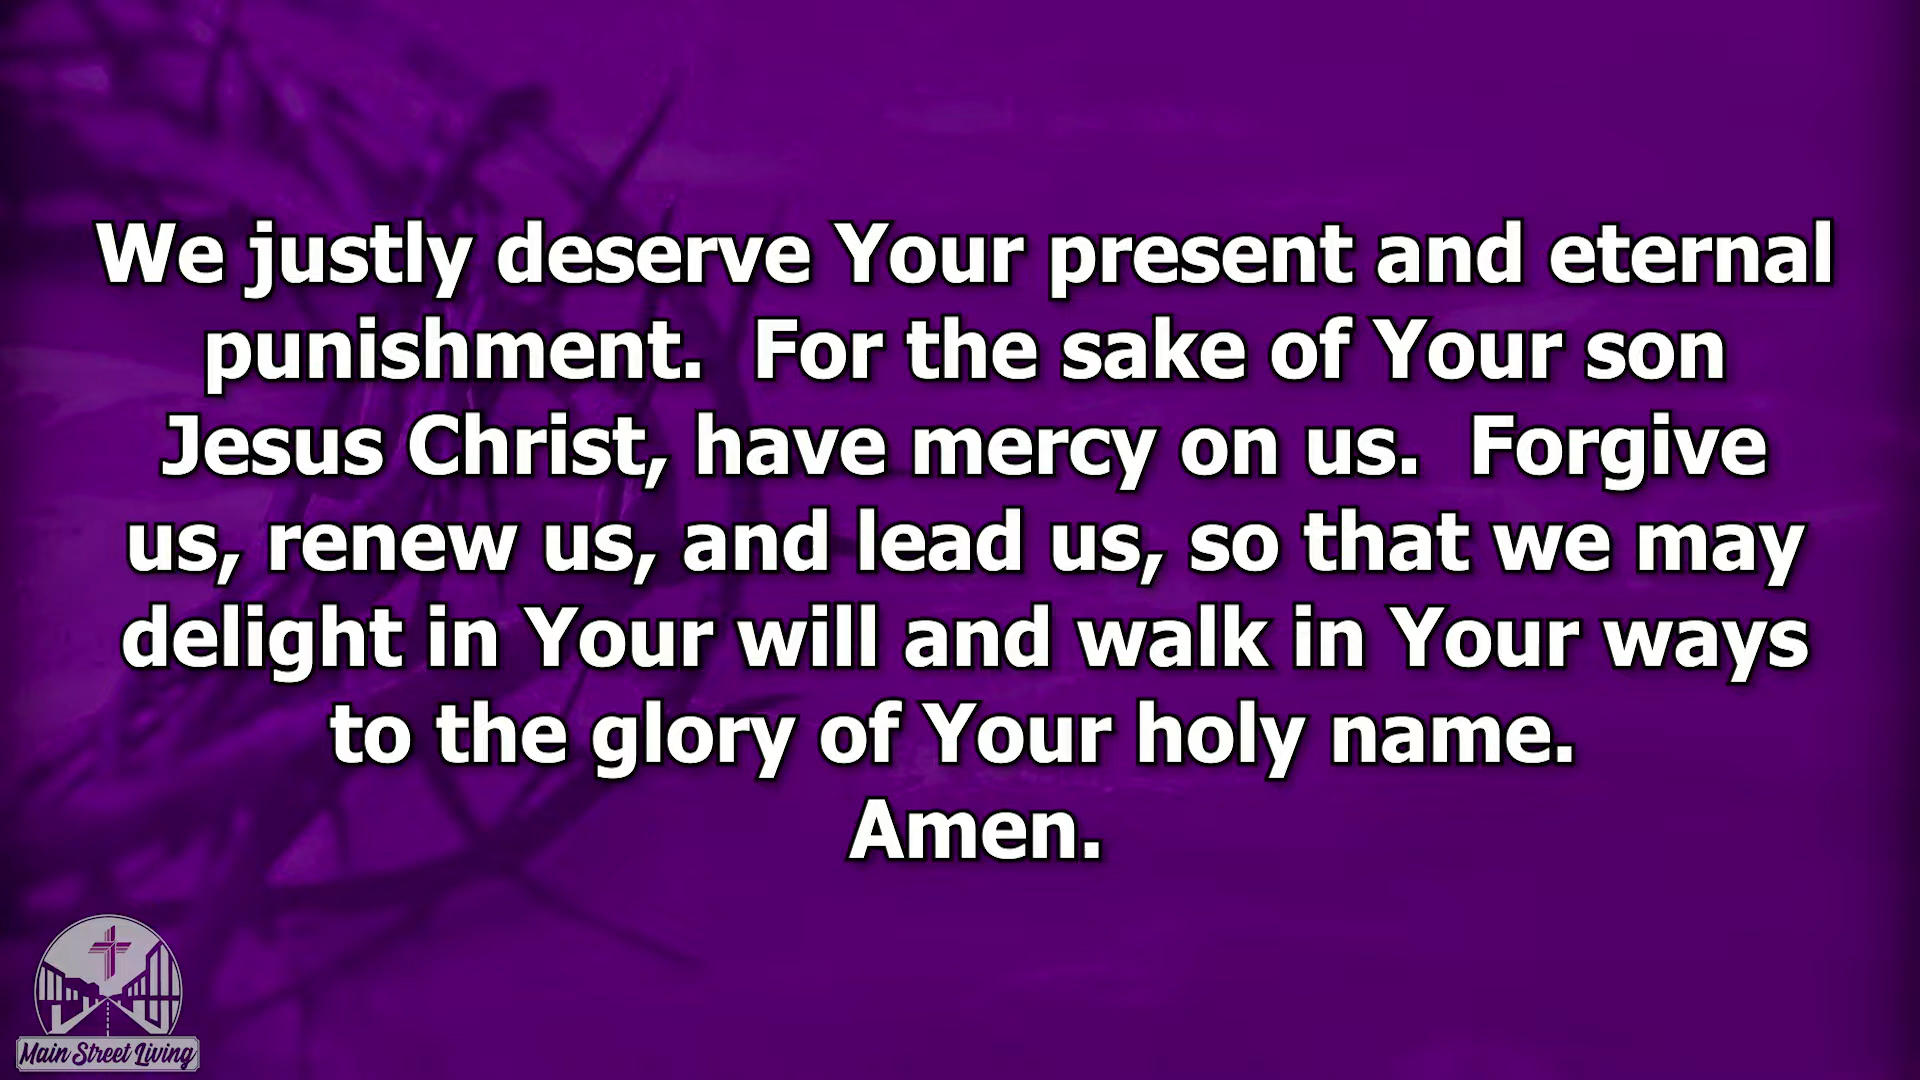 We justly deserve Your present and eternal
punishment.  For the sake of Your son
Jesus Christ, have mercy on us.  Forgive
us, renew us, and lead us, so that we may
delight in Your will and walk in Your ways
to the glory of Your holy name.
Amen.
Main Street Living